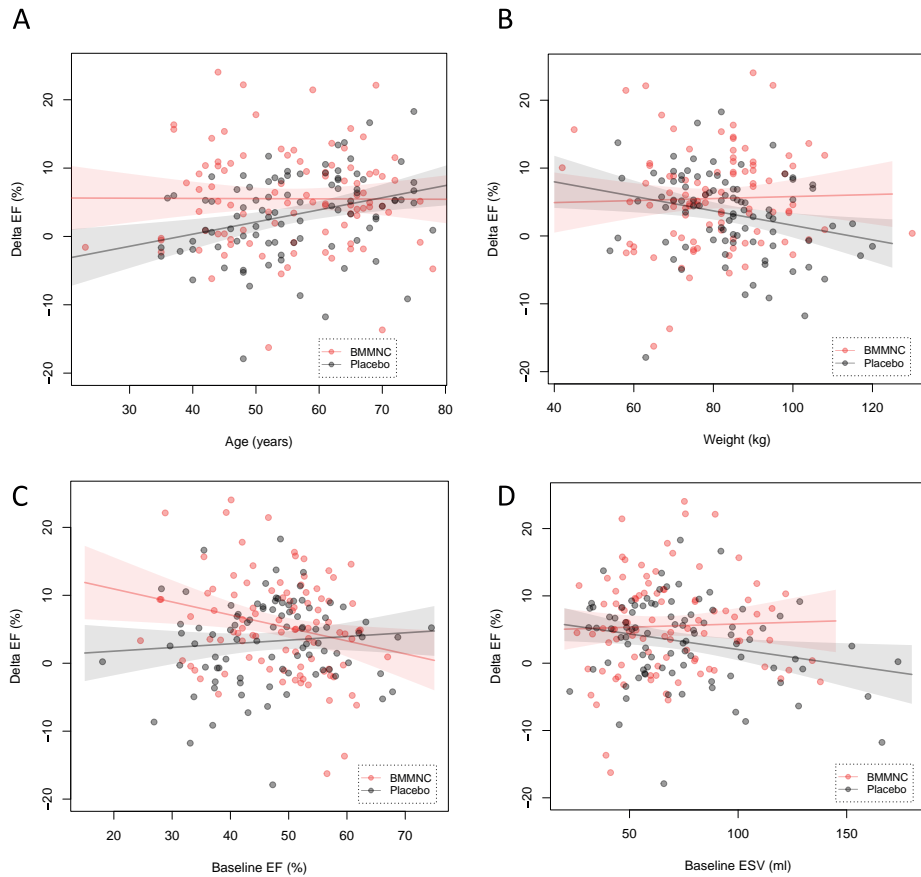 A
Delta EF (%)
20
10
0
−10
−20
30 40 50 60 70 80
Age (years)
BMMNC
Placebo
B
Delta EF (%)
20
10
0
−10
−20
40 60 80 100 120
Weight (kg)
BMMNC
Placebo
C
Delta EF (%)
20
10
0
−10
−20
20 30 40 50 60 70
Baseline EF (%)
BMMNC
Placebo
D
Delta EF (%)
20
10
0
−10
−20
50 100 150
Baseline ESV (ml)
BMMNC
Placebo